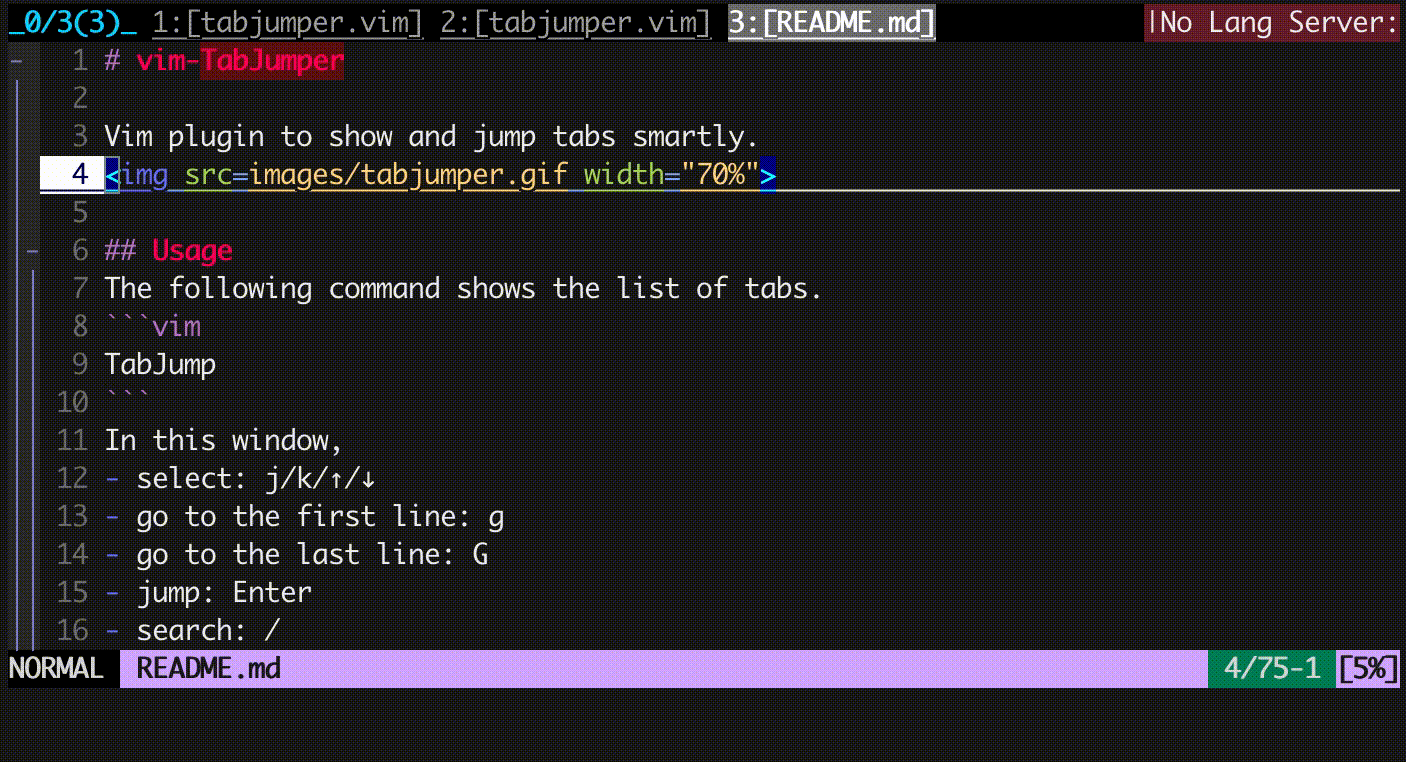 _0/3(3)_ 1:[tabjumper.vim] 2:[tabjumper.vim] 3:[README.md] |No Lang Server:
- 1 # vim-TabJumper
2
3 Vim plugin to show and jump tabs smartly.
4 <img src=images/tabjumper.gif width="70%">
5
- 6 ## Usage
7 The following command shows the list of tabs.
8 ```vim
9 TabJump
10 ```
11 In this window,
12 - select: j/k/↑/↓
13 - go to the first line: g
14 - go to the last line: G
15 - jump: Enter
16 - search: /
NORMAL README.md 4/75-1 [5%]